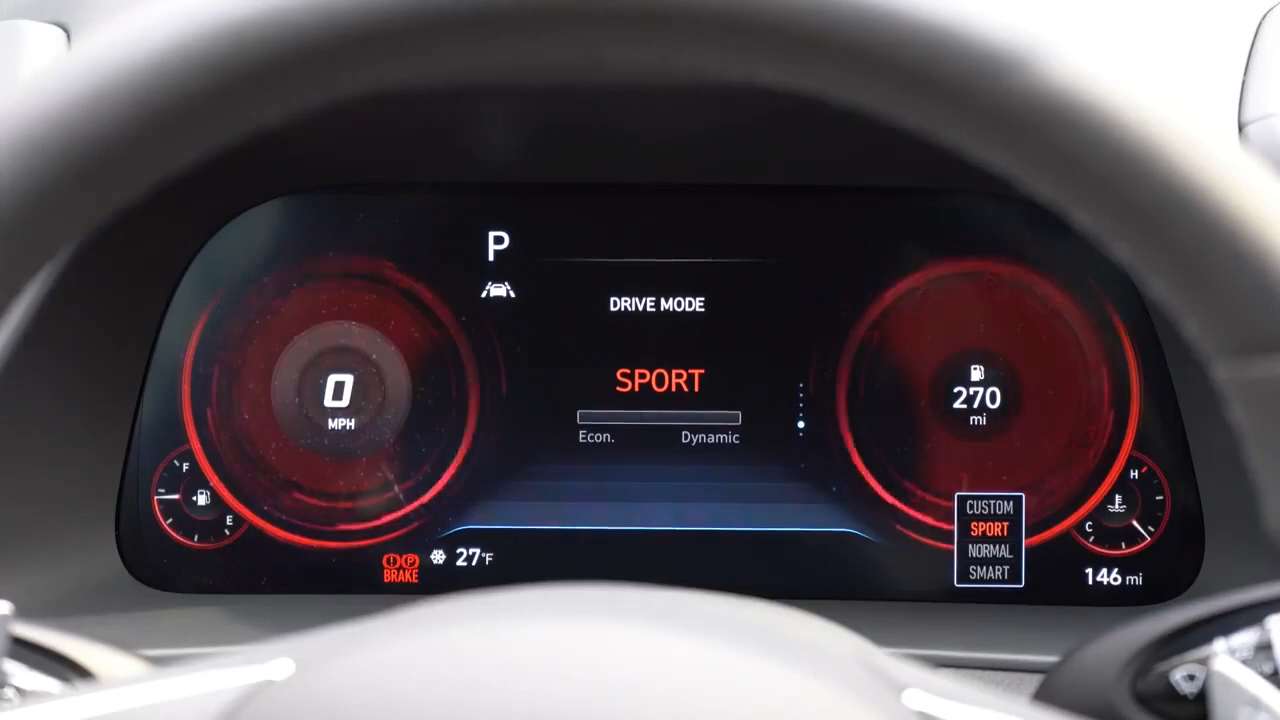 P
DRIVE MODE
SPORT
Econ. Dynamic
0
MPH
270
mi
F
E
H
C
CUSTOM
SPORT
NORMAL
SMART
P
BRAKE
27°F
146 mi